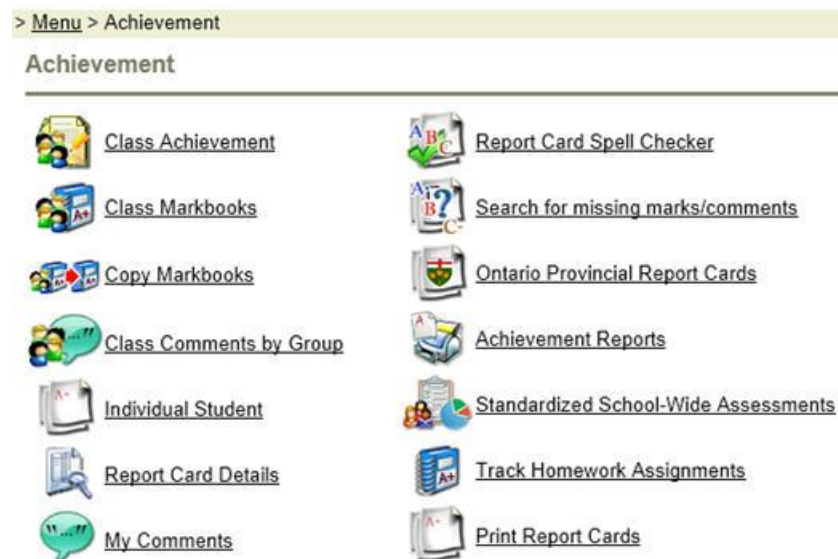 > Menu > Achievement
Achievement
Class Achievement
Class Markbooks
Copy Markbooks
Class Comments by Group
Individual Student
Report Card Details
My Comments
Report Card Spell Checker
Search for missing marks/comments
Ontario Provincial Report Cards
Achievement Reports
Standardized School-Wide Assessments
Track Homework Assignments
Print Report Cards